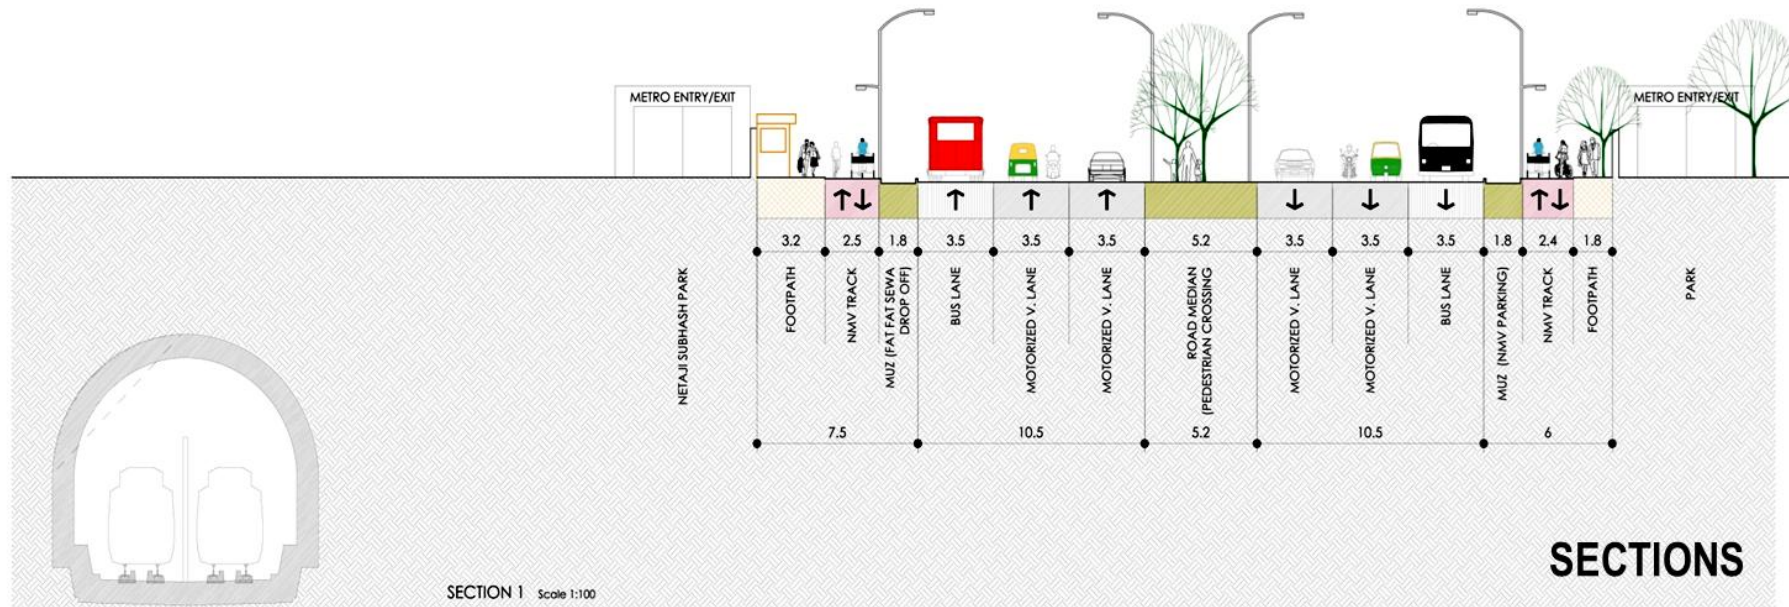 METRO ENTRY/EXIT
METRO ENTRY/EXIT
3.2
2.5
1.8
3.5
3.5
3.5
5.2
3.5
3.5
3.5
1.8
2.4
1.8
NETAJI SUBHASH PARK
FOOTPATH
NMV TRACK
MUZ (FAT FAT SEWA
DROP OFF)
BUS LANE
MOTORIZED V. LANE
MOTORIZED V. LANE
ROAD MEDIAN
(PEDESTRIAN CROSSING
MOTORIZED V. LANE
MOTORIZED V. LANE
BUS LANE
MUZ (NMV PARKING)
NMV TRACK
FOOTPATH
PARK
7.5
10.5
5.2
10.5
6
SECTIONS
SECTION 1 Scale 1:100